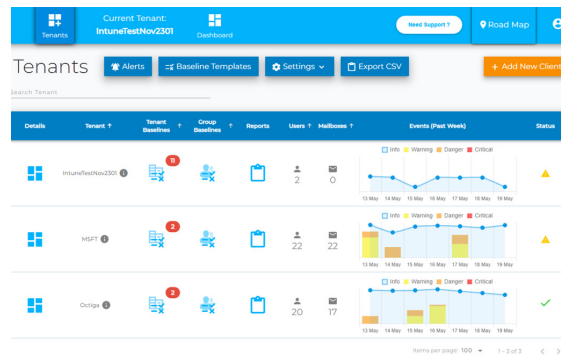 Tenants
Current Tenant:
IntuneTestNov2301
Dashboard
Need Support ?
Road Map
Tenants
Alerts
Baseline Templates
Settings
Export CSV
+ Add New Client
Search Tenant
Details Tenant ↑ Tenant Baselines ↑ Group Baselines ↑ Reports Users ↑ Mailboxes ↑ Events (Past Week) Status
Info Warning Danger Critical
IntuneTestNov2301 11 2 0
13 May 14 May 15 May 16 May 17 May 18 May 19 May
Info Warning Danger Critical
MSFT 2 22 22
13 May 14 May 15 May 16 May 17 May 18 May 19 May
Info Warning Danger Critical
Octiga 2 20 17
13 May 14 May 15 May 16 May 17 May 18 May 19 May
Items per page: 100 1 – 3 of 3